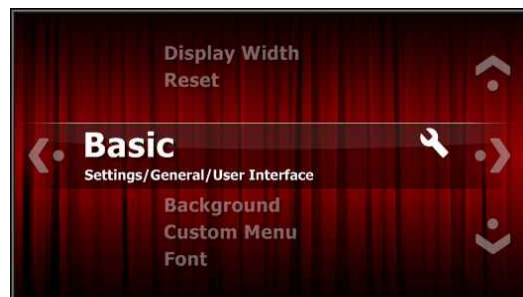 Display Width
Reset
Basic
Settings/General/User Interface
Background
Custom Menu
Font